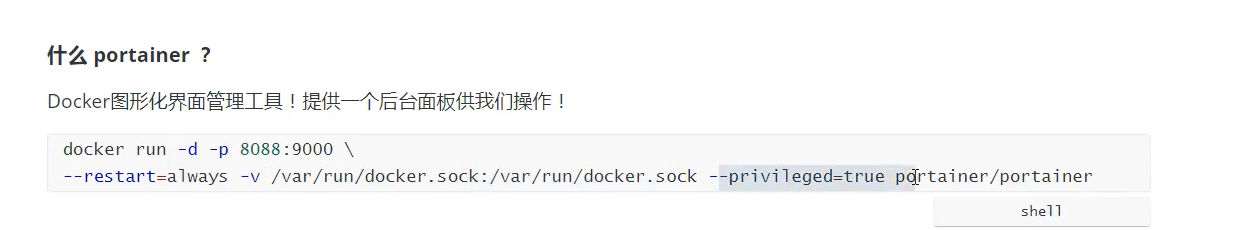 什么 portainer ？
Docker图形化界面管理工具！提供一个后台面板供我们操作！
docker run -d -p 8088:9000 \
--restart=always -v /var/run/docker.sock:/var/run/docker.sock --privileged=true portainer/portainer
shell